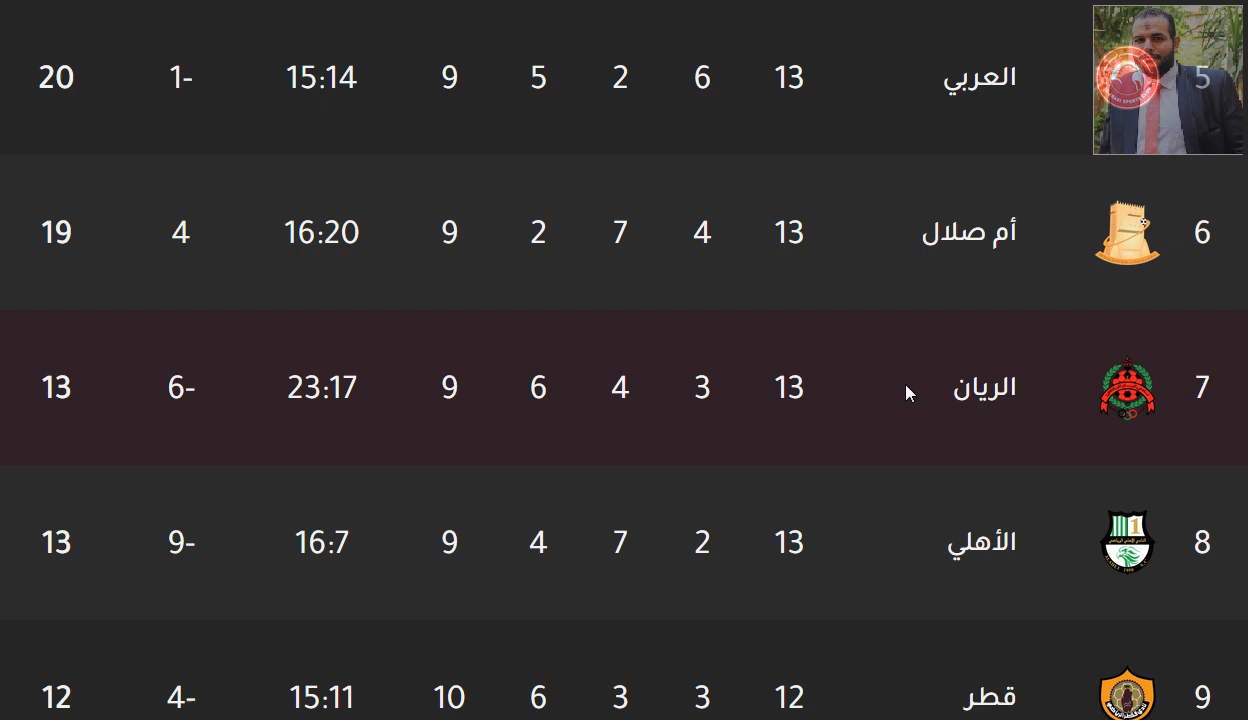 5 العربي 13 6 2 5 9 15:14 1- 20
6 أم صلال 13 4 7 2 9 16:20 4 19
7 الريان 13 3 4 6 9 23:17 6- 13
8 الأهلي 13 2 7 4 9 16:7 9- 13
9 قطر 12 3 3 6 10 15:11 4- 12